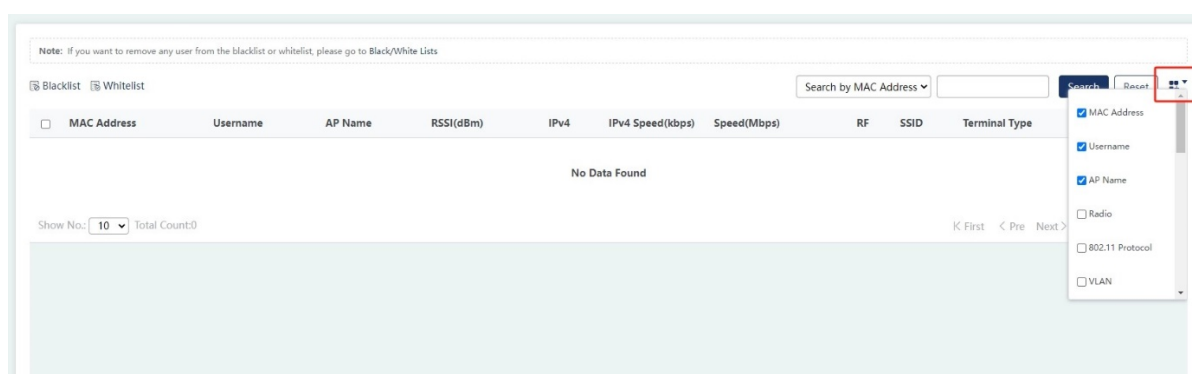 Note: If you want to remove any user from the blacklist or whitelist, please go to Black/White Lists
Blacklist Whitelist Search by MAC Address Search Reset
MAC Address Username AP Name RSSI(dBm) IPv4 IPv4 Speed(kbps) Speed(Mbps) RF SSID Terminal Type
MAC Address
Username
No Data Found
AP Name
Show No.: 10 Total Count:0 First Pre Next
Radio
802.11 Protocol
VLAN